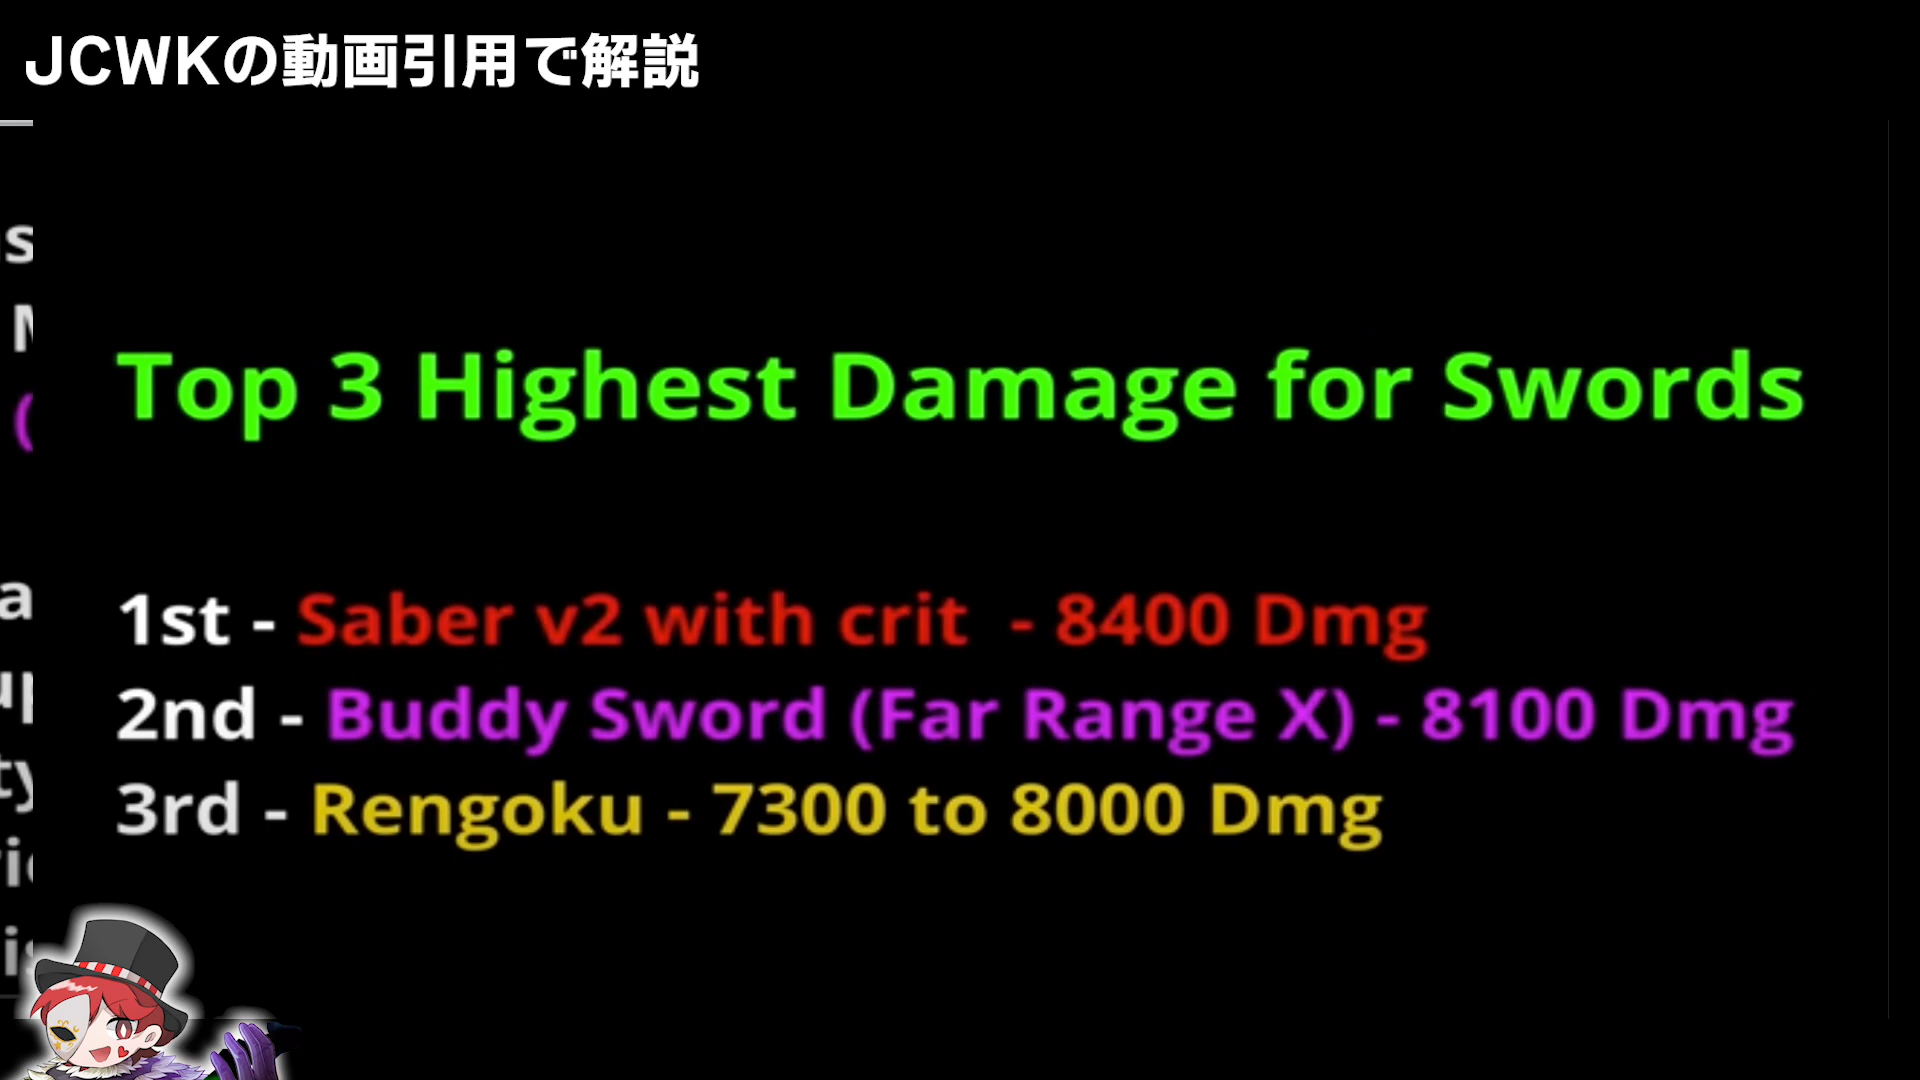 JCWKの動画引用で解説
Top 3 Highest Damage for Swords
1st - Saber v2 with crit - 8400 Dmg
2nd - Buddy Sword (Far Range X) - 8100 Dmg
3rd - Rengoku - 7300 to 8000 Dmg